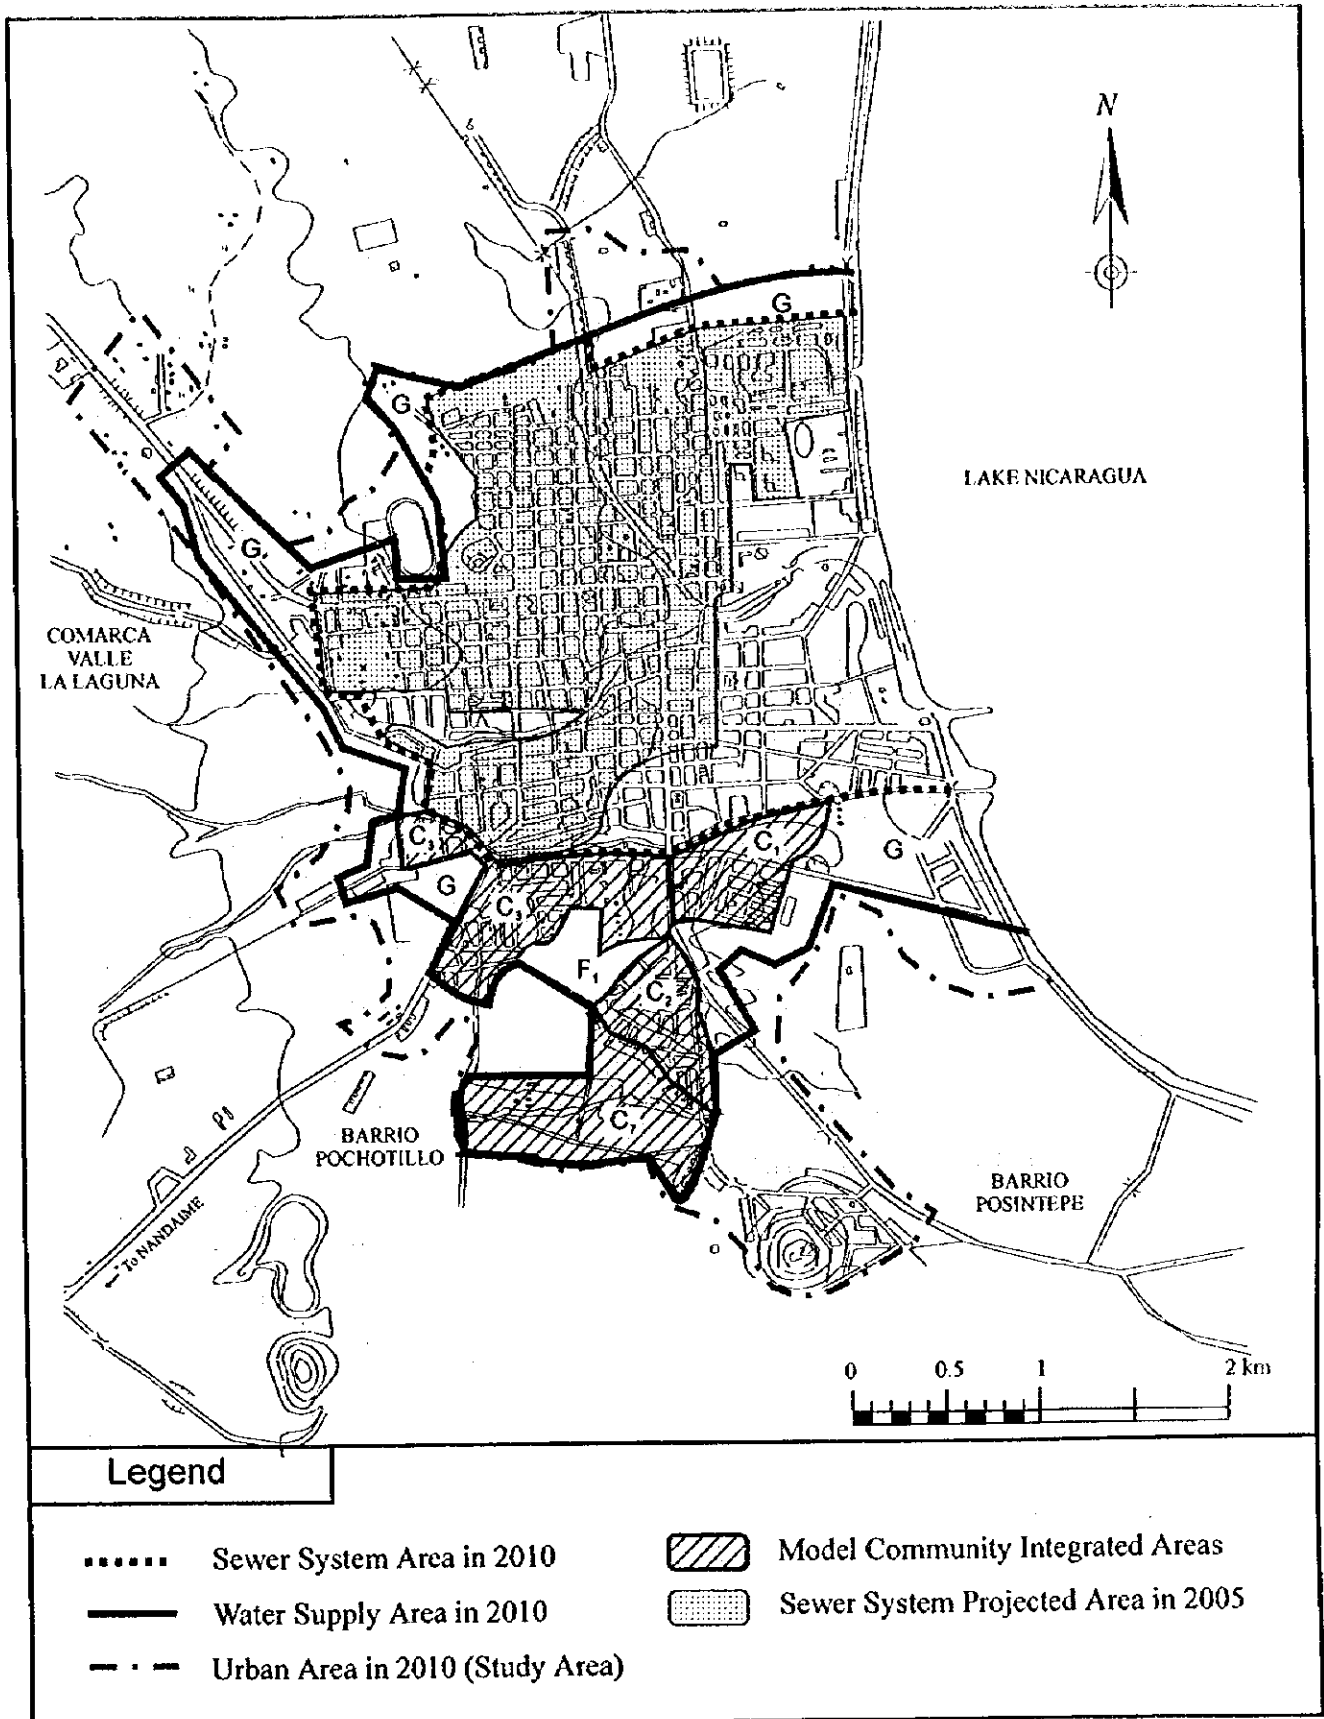 N
G
G
LAKE NICARAGUA
G
COMARCA
VALLE
LA LAGUNA
C₃
C₁
G
G
C₃
F₁
C₂
C₇
BARRIO
POCHOTILLO
BARRIO
POSINTEPE
To NANDAIME
0 0.5 1 2 km
Legend
Sewer System Area in 2010
Water Supply Area in 2010
Urban Area in 2010 (Study Area)
Model Community Integrated Areas
Sewer System Projected Area in 2005